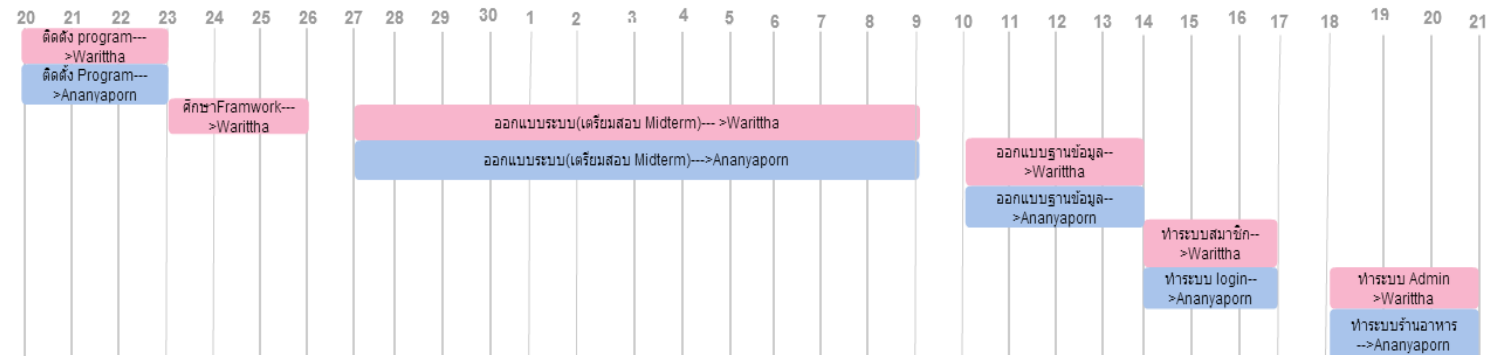 20 21 22 23 24 25 26 27 28 29 30 1 2 3 4 5 6 7 8 9 10 11 12 13 14 15 16 17 18 19 20 21
ติดตั้ง program---
>Warittha
ติดตั้ง Program---
>Ananyaporn
ศึกษาFramwork---
>Warittha
ออกแบบระบบ(เตรียมสอบ Midterm)--- >Warittha
ออกแบบระบบ(เตรียมสอบ Midterm)--->Ananyaporn
ออกแบบฐานข้อมูล--
>Warittha
ออกแบบฐานข้อมูล--
>Ananyaporn
ทำระบบสมาชิก--
>Warittha
ทำระบบ login--
>Ananyaporn
ทำระบบ Admin
>Warittha
ทำระบบร้านอาหาร
-->Ananyaporn